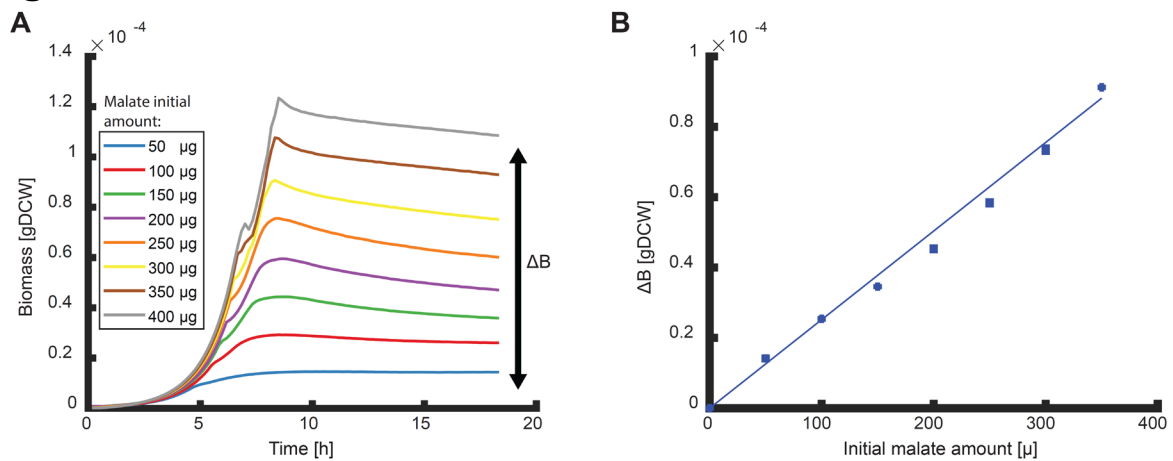 A
× 10⁻⁴
1.4
1.2
1
0.8
0.6
0.4
0.2
0
Biomass [gDCW]
Malate initial
amount:
50 µg
100 µg
150 µg
200 µg
250 µg
300 µg
350 µg
400 µg
ΔB
0 5 10 15 20
Time [h]
B
× 10⁻⁴
1
0.8
0.6
0.4
0.2
0
ΔB [gDCW]
0 100 200 300 400
Initial malate amount [µ]